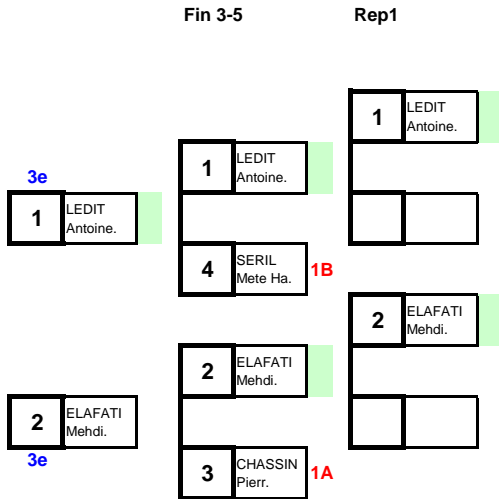 Fin 3-5
Rep1
1 LEDIT
Antoine.
1 LEDIT
Antoine.
3e
1 LEDIT
Antoine.
4 SERIL
Mete Ha.
1B
2 ELAFATI
Mehdi.
2 ELAFATI
Mehdi.
2 ELAFATI
Mehdi.
3e
3 CHASSIN
Pierr.
1A